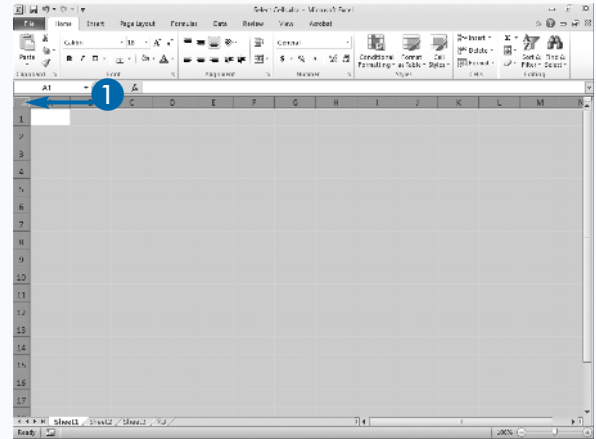 Select Cells.xlsx - Microsoft Excel
File Home Insert Page Layout Formulas Data Review View Acrobat
Paste
Calibri 18 A A
General
Conditional Formatting
Format as Table
Cell Styles
Insert
Delete
Format
Sort & Filter
Find & Select
B I U
$ %
Clipboard Font Alignment Number Styles Cells Editing
A1 fx
1
C D E F G H I J K L M N
1
2
3
4
5
6
7
8
9
10
11
12
13
14
15
16
17
Sheet1 Sheet2 Sheet3
Ready 100%